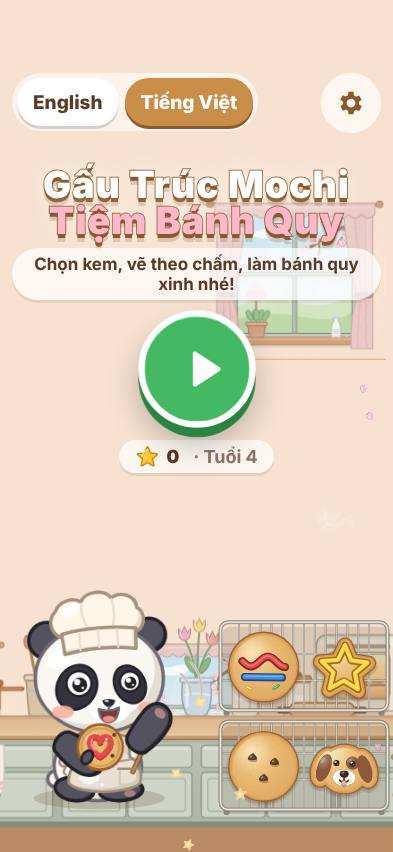 English
Tiếng Việt
Gấu Trúc Mochi
Tiệm Bánh Quy
Chọn kem, vẽ theo chấm, làm bánh quy
xinh nhé!
0 · Tuổi 4